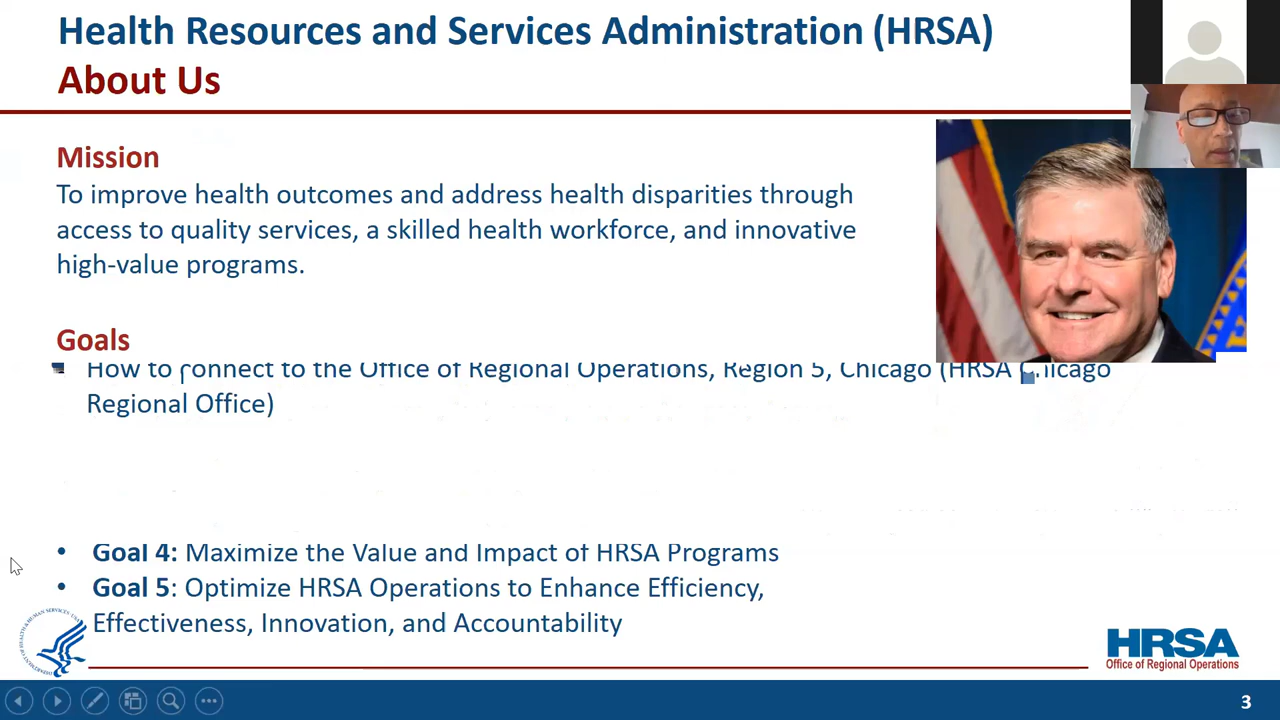 Health Resources and Services Administration (HRSA)
About Us
Mission
To improve health outcomes and address health disparities through
access to quality services, a skilled health workforce, and innovative
high-value programs.
Goals
How to connect to the Office of Regional Operations, Region 5, Chicago (HRSA Chicago
Regional Office)
• Goal 4: Maximize the Value and Impact of HRSA Programs
• Goal 5: Optimize HRSA Operations to Enhance Efficiency,
Effectiveness, Innovation, and Accountability
HRSA
Office of Regional Operations
3